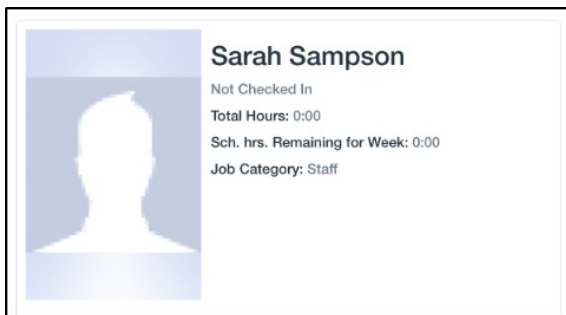 Sarah Sampson
Not Checked In
Total Hours: 0:00
Sch. hrs. Remaining for Week: 0:00
Job Category: Staff